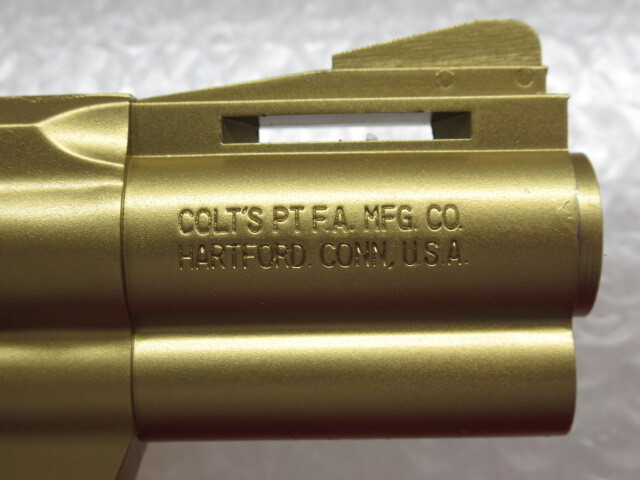 COLT'S PT. F.A. MFG. CO.
HARTFORD. CONN, U.S.A.